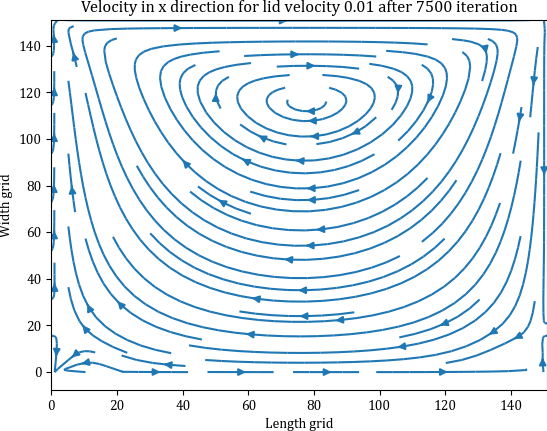 Velocity in x direction for lid velocity 0.01 after 7500 iteration
140
120
100
80
60
40
20
0
Width grid
0 20 40 60 80 100 120 140
Length grid